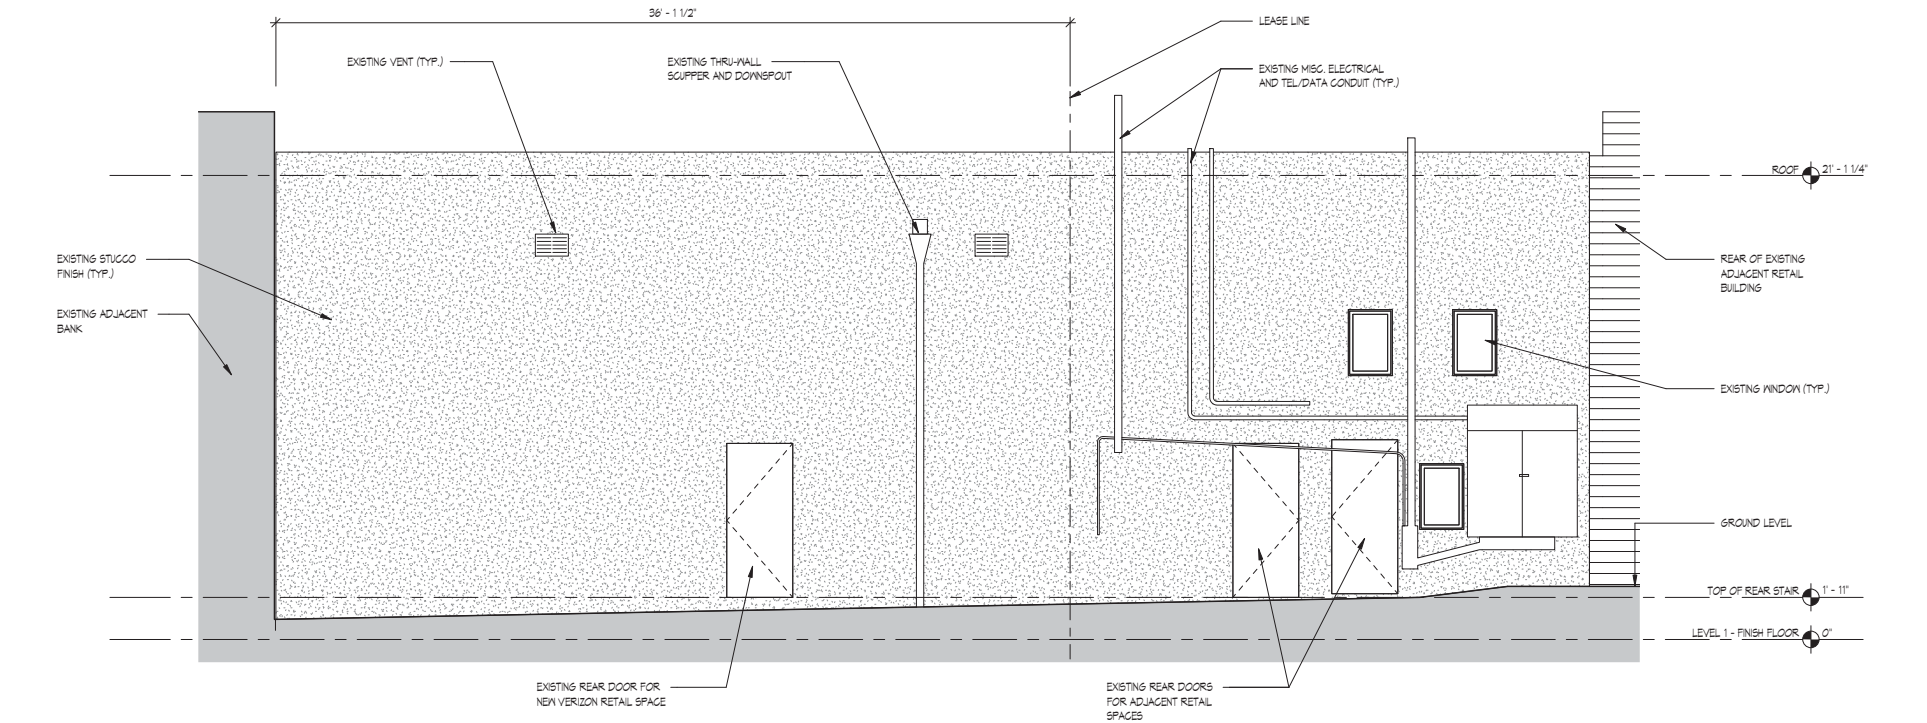 36' - 1 1/2"
LEASE LINE
EXISTING VENT (TYP.)
EXISTING THRU-WALL
SCUPPER AND DOWNSPOUT
EXISTING MISC. ELECTRICAL
AND TEL/DATA CONDUIT (TYP.)
ROOF
21' - 1 1/4"
EXISTING STUCCO
FINISH (TYP.)
REAR OF EXISTING
ADJACENT RETAIL
BUILDING
EXISTING ADJACENT
BANK
EXISTING WINDOW (TYP.)
GROUND LEVEL
TOP OF REAR STAIR
1' - 11"
LEVEL 1 - FINISH FLOOR
0"
EXISTING REAR DOOR FOR
NEW VERIZON RETAIL SPACE
EXISTING REAR DOORS
FOR ADJACENT RETAIL
SPACES